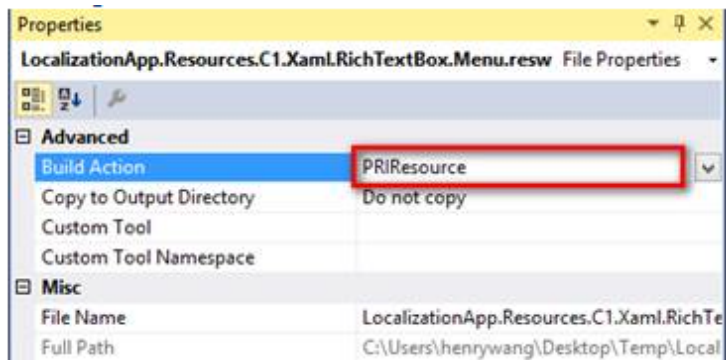 Properties
LocalizationApp.Resources.C1.Xaml.RichTextBox.Menu.resw File Properties
Advanced
Build Action PRIResource
Copy to Output Directory Do not copy
Custom Tool
Custom Tool Namespace
Misc
File Name LocalizationApp.Resources.C1.Xaml.RichTe
Full Path C:\Users\henrywang\Desktop\Temp\Local